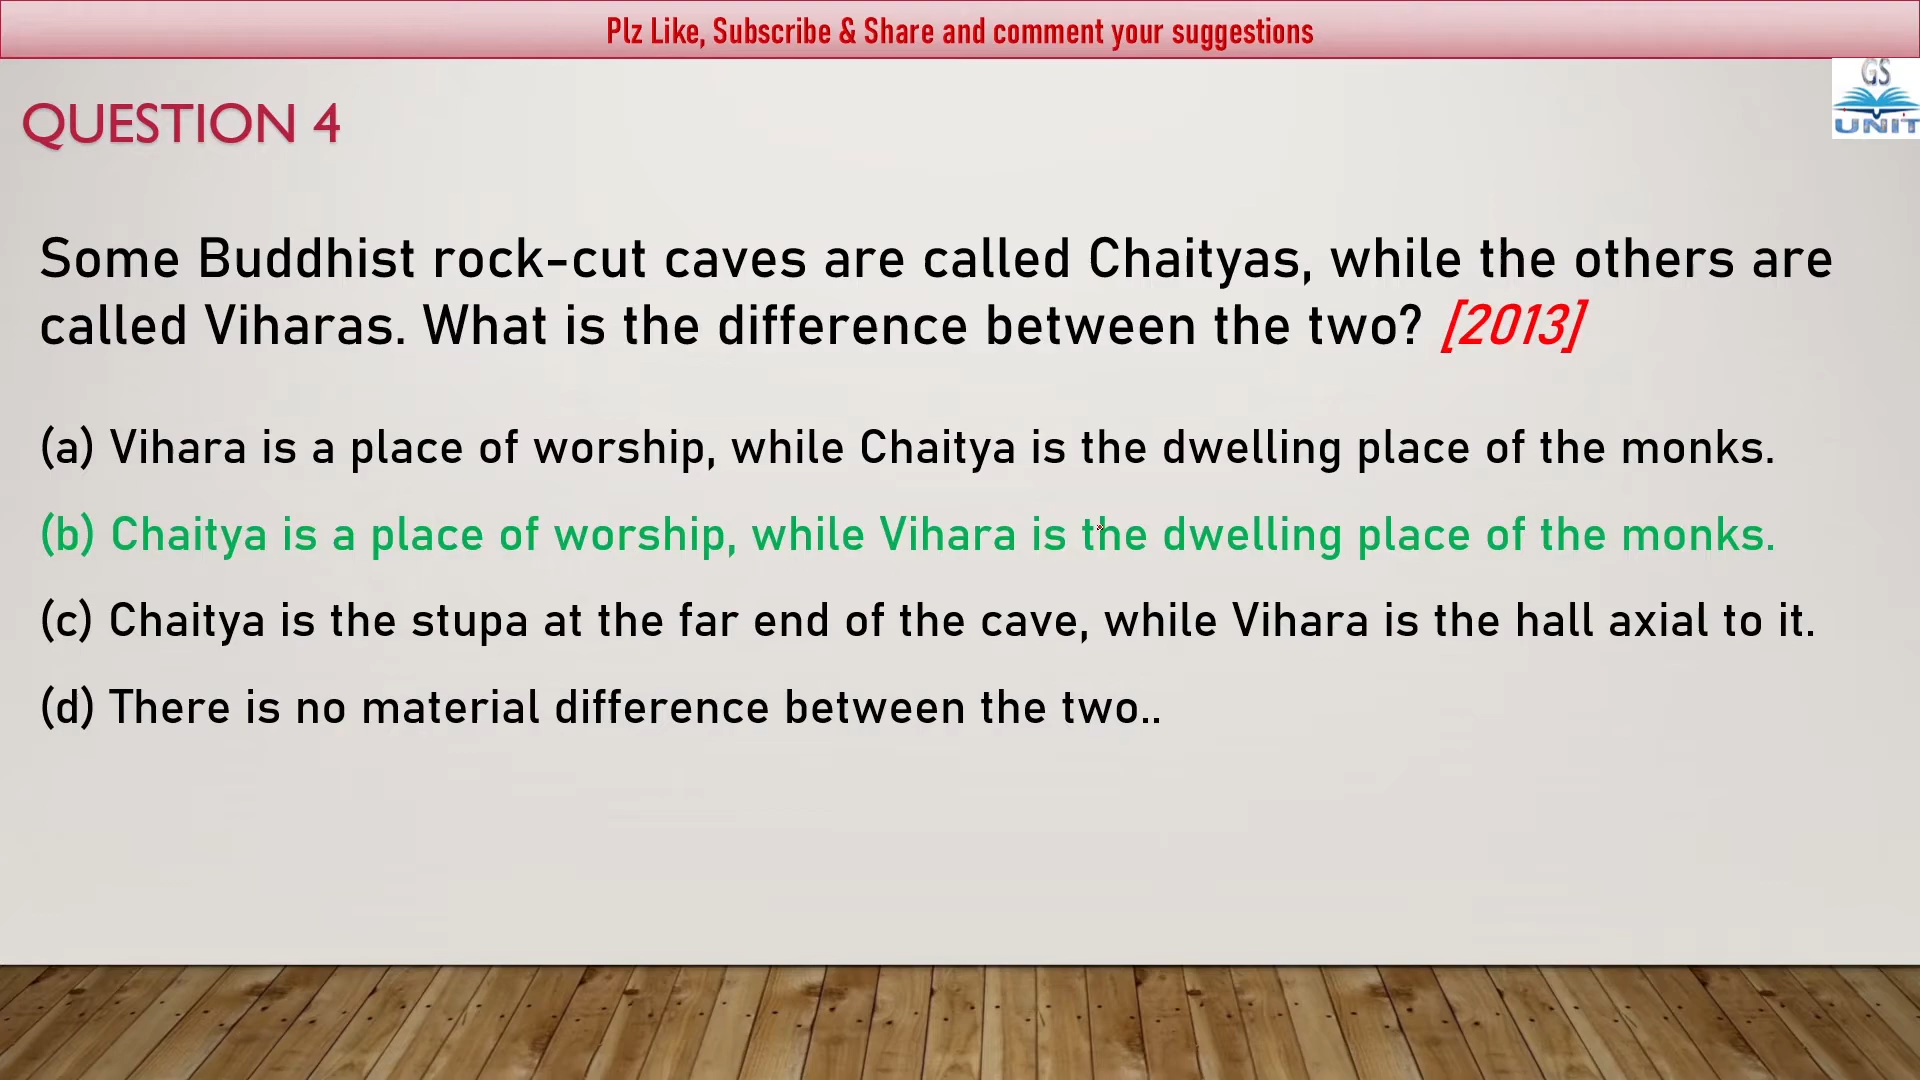 Plz Like, Subscribe & Share and comment your suggestions
GS
UNIT
QUESTION 4
Some Buddhist rock-cut caves are called Chaityas, while the others are
called Viharas. What is the difference between the two? [2013]
(a) Vihara is a place of worship, while Chaitya is the dwelling place of the monks.
(b) Chaitya is a place of worship, while Vihara is the dwelling place of the monks.
(c) Chaitya is the stupa at the far end of the cave, while Vihara is the hall axial to it.
(d) There is no material difference between the two..